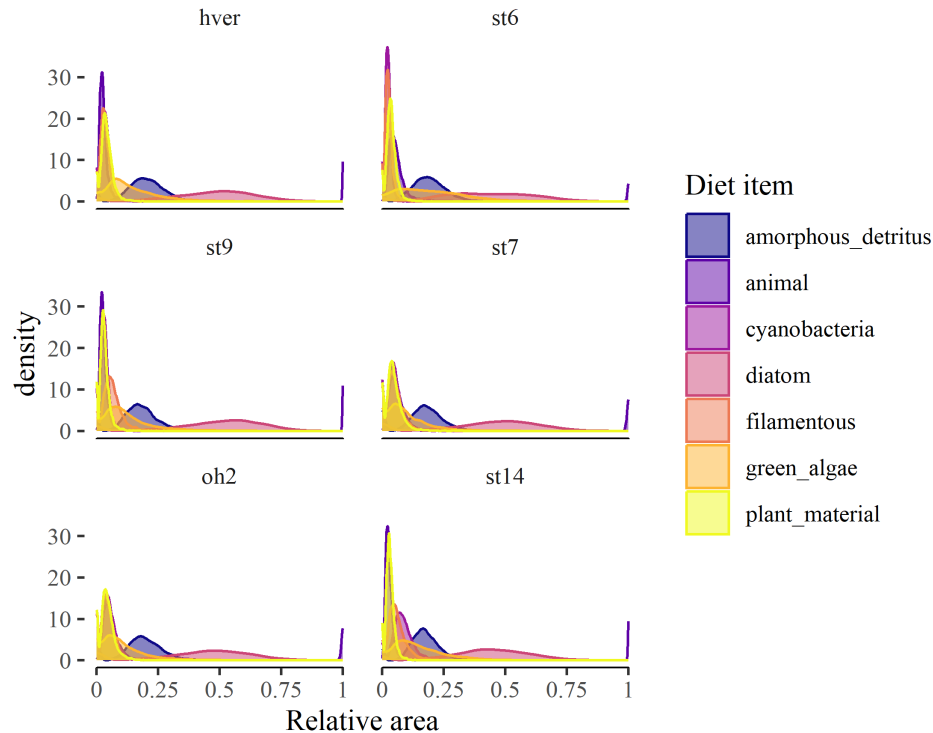 hver
st6
30
20
10
0
st9
st7
30
20
10
0
density
oh2
st14
30
20
10
0
0
0.25
0.5
0.75
1
0
0.25
0.5
0.75
1
Relative area
Diet item
amorphous_detritus
animal
cyanobacteria
diatom
filamentous
green_algae
plant_material